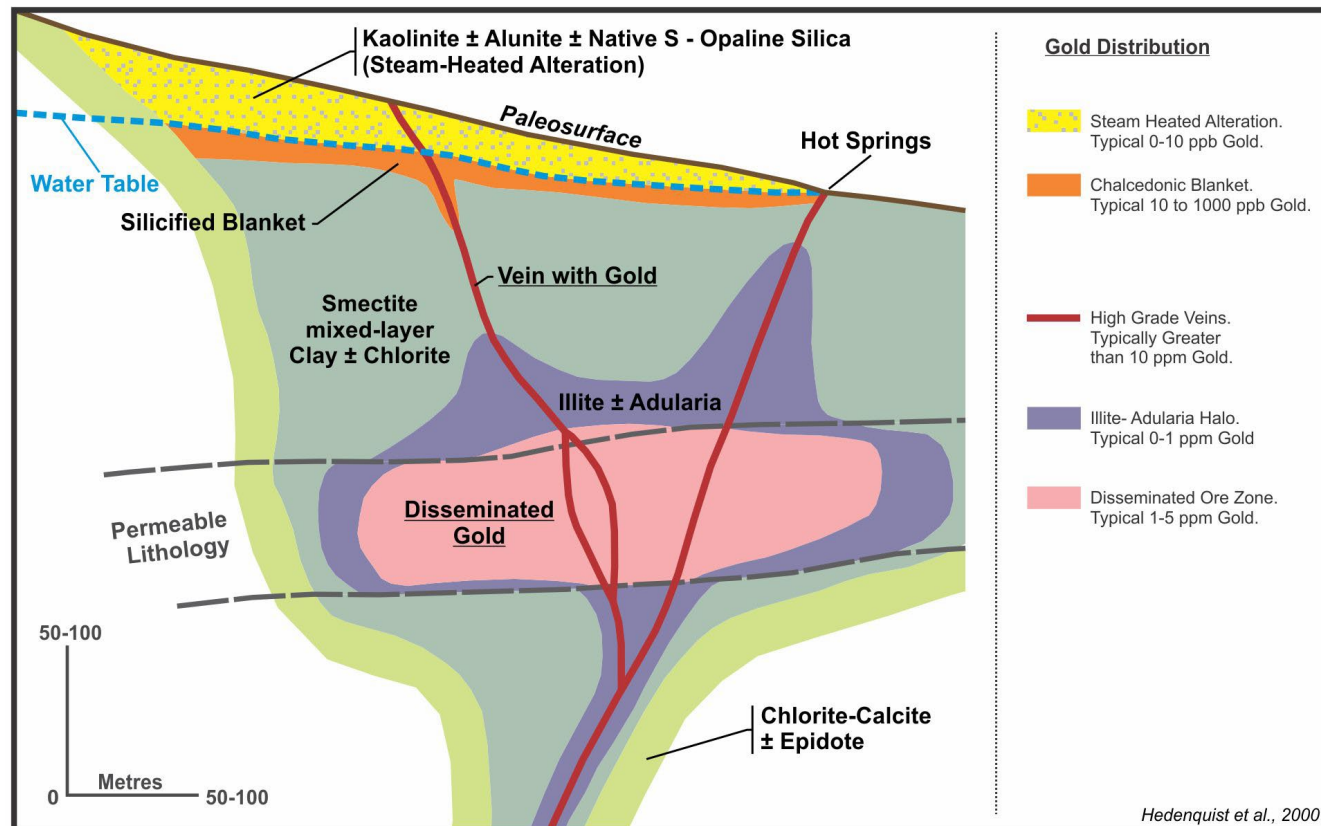 Kaolinite ± Alunite ± Native S - Opaline Silica
(Steam-Heated Alteration)
Paleosurface
Hot Springs
Water Table
Silicified Blanket
Vein with Gold
Smectite
mixed-layer
Clay ± Chlorite
Illite ± Adularia
Permeable
Lithology
Disseminated
Gold
50-100
Metres
0
50-100
Chlorite-Calcite
± Epidote
Gold Distribution
Steam Heated Alteration.
Typical 0-10 ppb Gold.
Chalcedonic Blanket.
Typical 10 to 1000 ppb Gold.
High Grade Veins.
Typically Greater
than 10 ppm Gold.
Illite- Adularia Halo.
Typical 0-1 ppm Gold
Disseminated Ore Zone.
Typical 1-5 ppm Gold.
Hedenquist et al., 2000